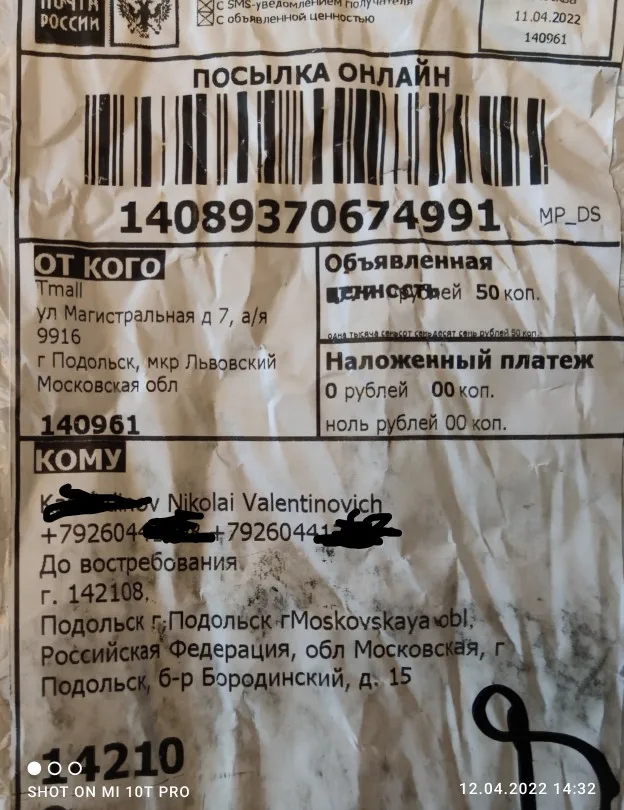 ПОЧТА
РОССИИ
с SMS-уведомлением получателя
с объявленной ценностью
11.04.2022
140961
ПОСЫЛКА ОНЛАЙН
14089370674991
MP_DS
ОТ КОГО
Tmall
ул Магистральная д 7, а/я
9916
г Подольск, мкр Львовский
Московская обл
140961
Объявленная
ценность
50 коп.
Наложенный платеж
0 рублей 00 коп.
ноль рублей 00 коп.
КОМУ
Nikolai Valentinovich
До востребования
г. 142108,
Подольск г.Подольск гMoskovskaya obl,
Российская Федерация, обл Московская, г
Подольск, б-р Бородинский, д. 15
14210
SHOT ON MI 10T PRO
12.04.2022 14:32